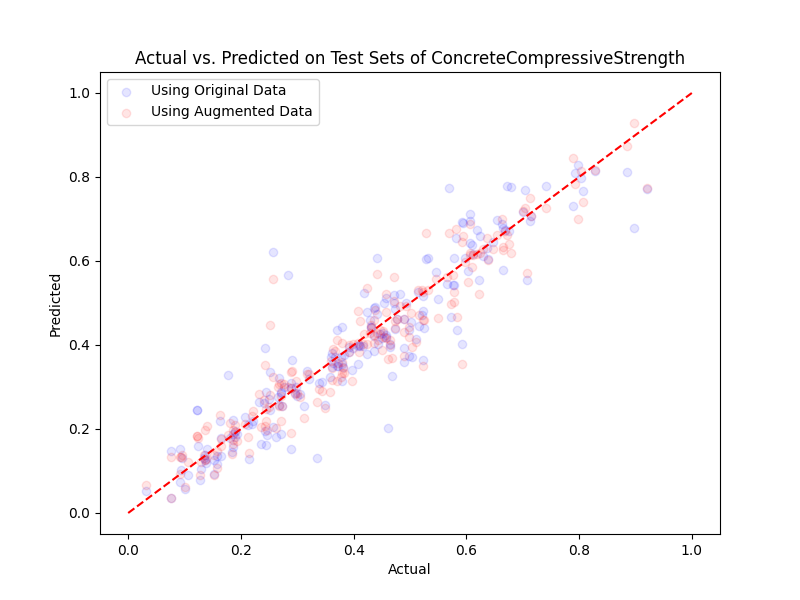 Actual vs. Predicted on Test Sets of ConcreteCompressiveStrength
Using Original Data
Using Augmented Data
1.0
0.8
0.6
0.4
0.2
0.0
Predicted
0.0 0.2 0.4 0.6 0.8 1.0
Actual